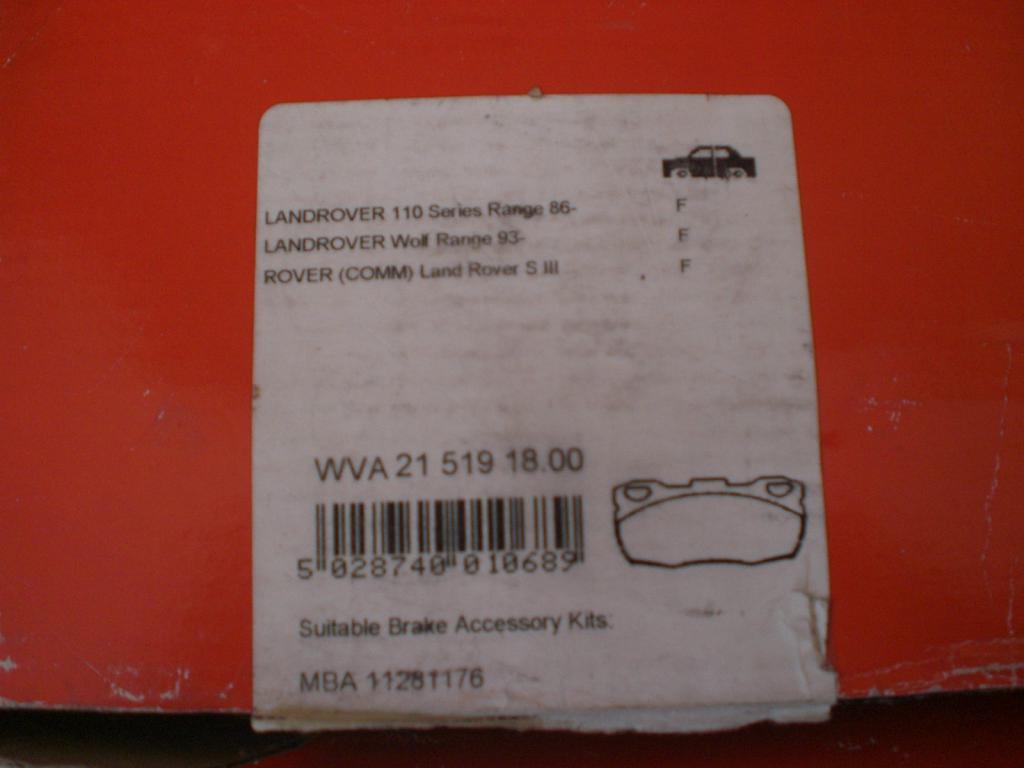 LANDROVER 110 Series Range 86- F
LANDROVER Wolf Range 93- F
ROVER (COMM) Land Rover S III F
WVA 21 519 18.00
5 028740 010689
Suitable Brake Accessory Kits:
MBA 11281176